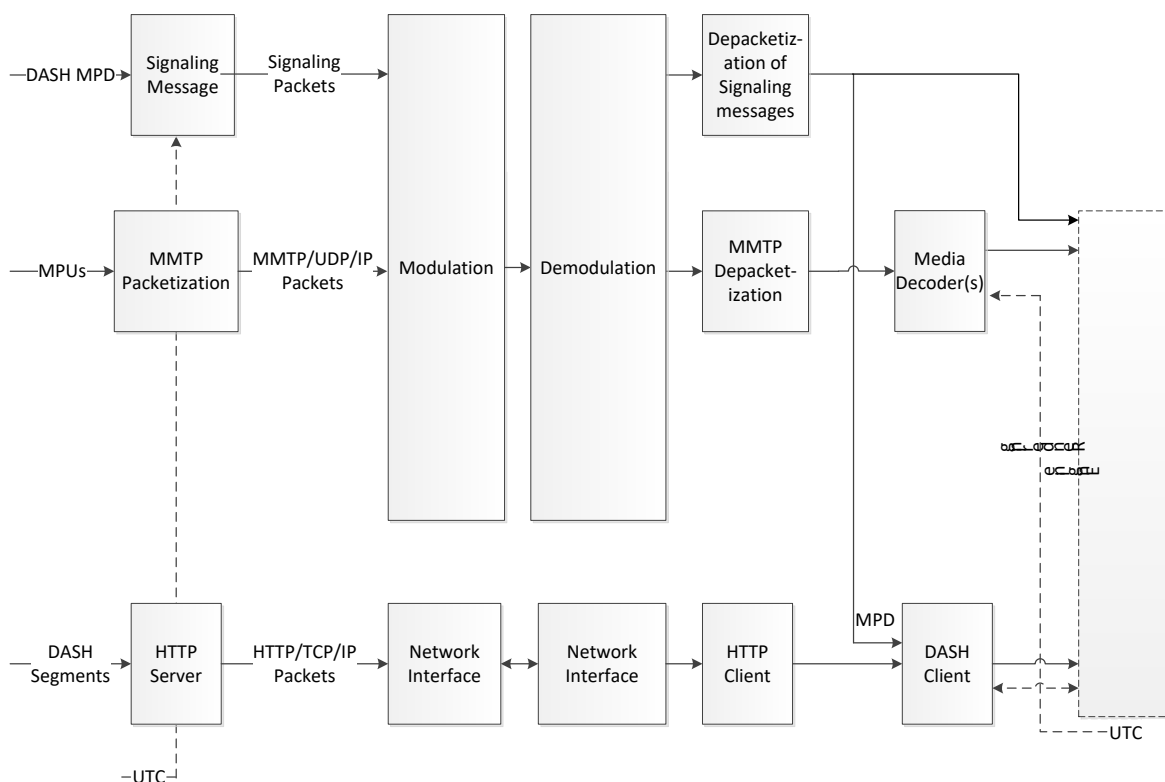 DASH MPD
Signaling
Message
Signaling
Packets
Depacketiz-
ation of
Signaling
messages
MPUs
MMTP
Packetization
MMTP/UDP/IP
Packets
Modulation
Demodulation
MMTP
Depacket-
ization
Media
Decoder(s)
DASH
Segments
HTTP
Server
HTTP/TCP/IP
Packets
Network
Interface
Network
Interface
HTTP
Client
MPD
DASH
Client
UTC
UTC